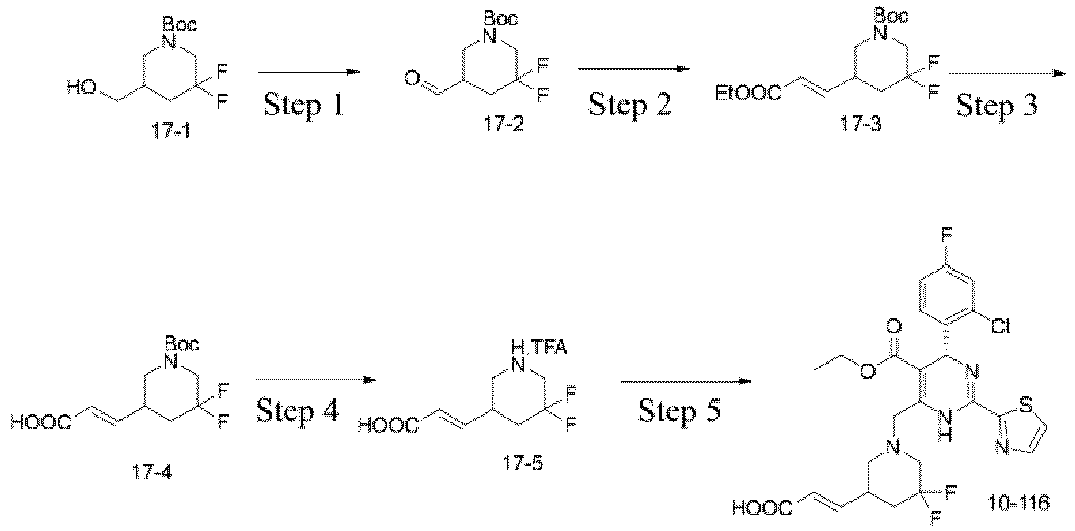 Boc
N
HO
F
F
17-1
Step 1
Boc
N
O
F
F
17-2
Step 2
Boc
N
EtOOC
F
F
17-3
Step 3
Boc
N
HOOC
F
F
17-4
Step 4
H.TFA
N
HOOC
F
F
17-5
Step 5
F
Cl
O
O
N
N
H
S
N
N
HOOC
F
F
10-116